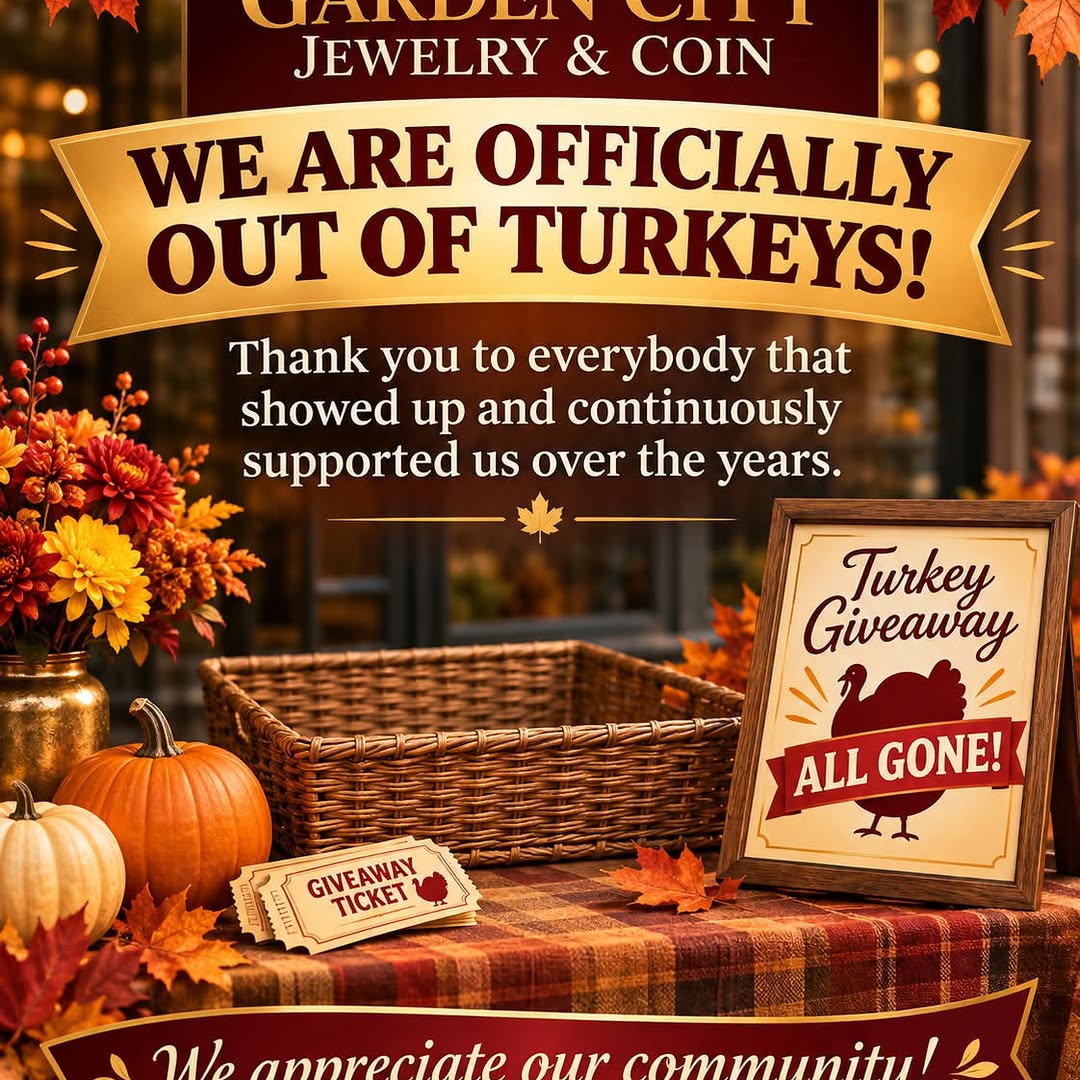 GARDEN CITY
JEWELRY & COIN
WE ARE OFFICIALLY
OUT OF TURKEYS!
Thank you to everybody that
showed up and continuously
supported us over the years.
Turkey
Giveaway
ALL GONE!
GIVEAWAY
TICKET
We appreciate our community!